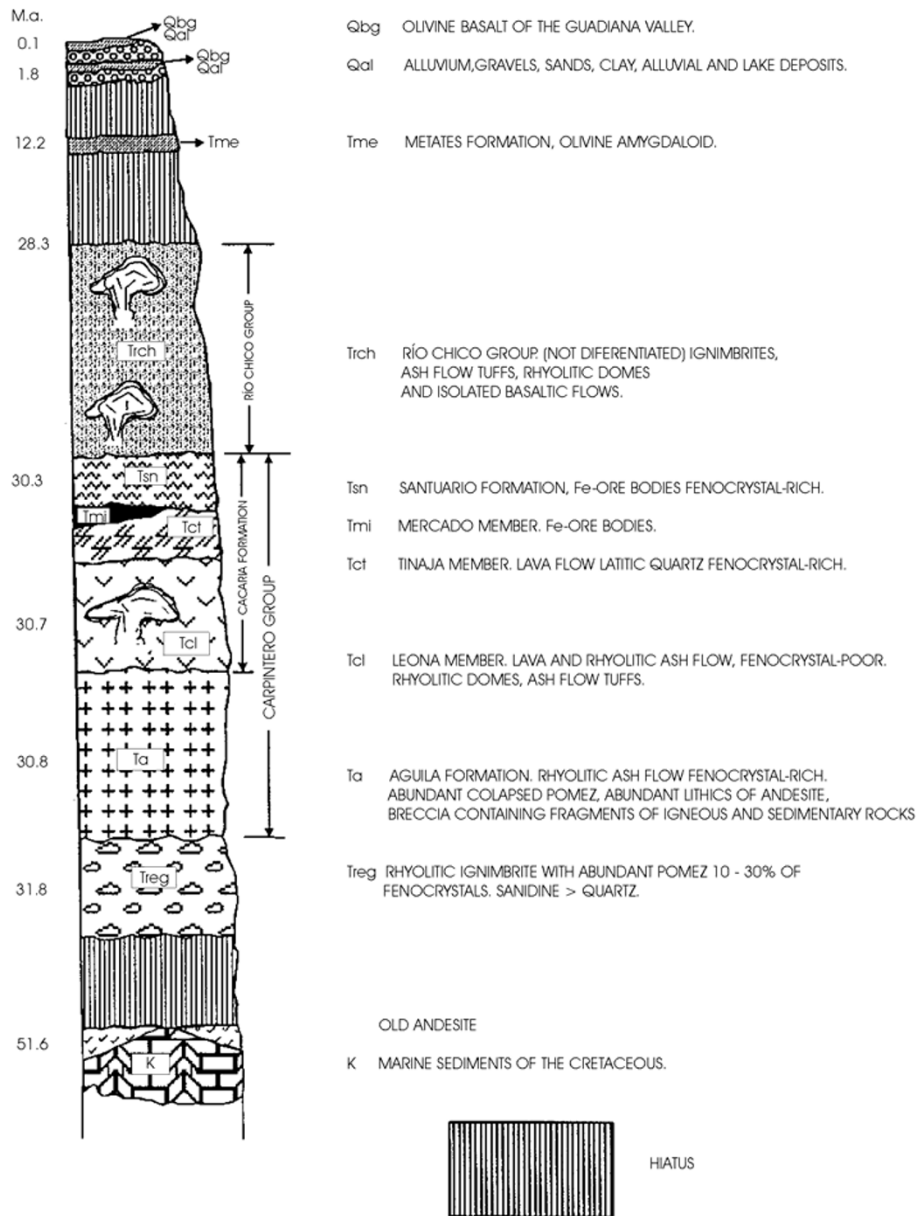 M.a.
Qbg
Qal
0.1
Qbg
Qal
1.8
12.2
Tme
28.3
Trch
RÍO CHICO GROUP
30.3
Tsn
Tmi
Tct
CACARIA FORMATION
CARPINTERO GROUP
30.7
Tcl
30.8
Ta
31.8
Treg
51.6
K
Qbg OLIVINE BASALT OF THE GUADIANA VALLEY.
Qal ALLUVIUM,GRAVELS, SANDS, CLAY, ALLUVIAL AND LAKE DEPOSITS.
Tme METATES FORMATION, OLIVINE AMYGDALOID.
Trch RÍO CHICO GROUP. (NOT DIFERENTIATED) IGNIMBRITES,
ASH FLOW TUFFS, RHYOLITIC DOMES
AND ISOLATED BASALTIC FLOWS.
Tsn SANTUARIO FORMATION, Fe-ORE BODIES FENOCRYSTAL-RICH.
Tmi MERCADO MEMBER. Fe-ORE BODIES.
Tct TINAJA MEMBER. LAVA FLOW LATITIC QUARTZ FENOCRYSTAL-RICH.
Tcl LEONA MEMBER. LAVA AND RHYOLITIC ASH FLOW, FENOCRYSTAL-POOR.
RHYOLITIC DOMES, ASH FLOW TUFFS.
Ta AGUILA FORMATION. RHYOLITIC ASH FLOW FENOCRYSTAL-RICH.
ABUNDANT COLAPSED POMEZ, ABUNDANT LITHICS OF ANDESITE,
BRECCIA CONTAINING FRAGMENTS OF IGNEOUS AND SEDIMENTARY ROCKS
Treg RHYOLITIC IGNIMBRITE WITH ABUNDANT POMEZ 10 - 30% OF
FENOCRYSTALS. SANIDINE > QUARTZ.
OLD ANDESITE
K MARINE SEDIMENTS OF THE CRETACEOUS.
HIATUS